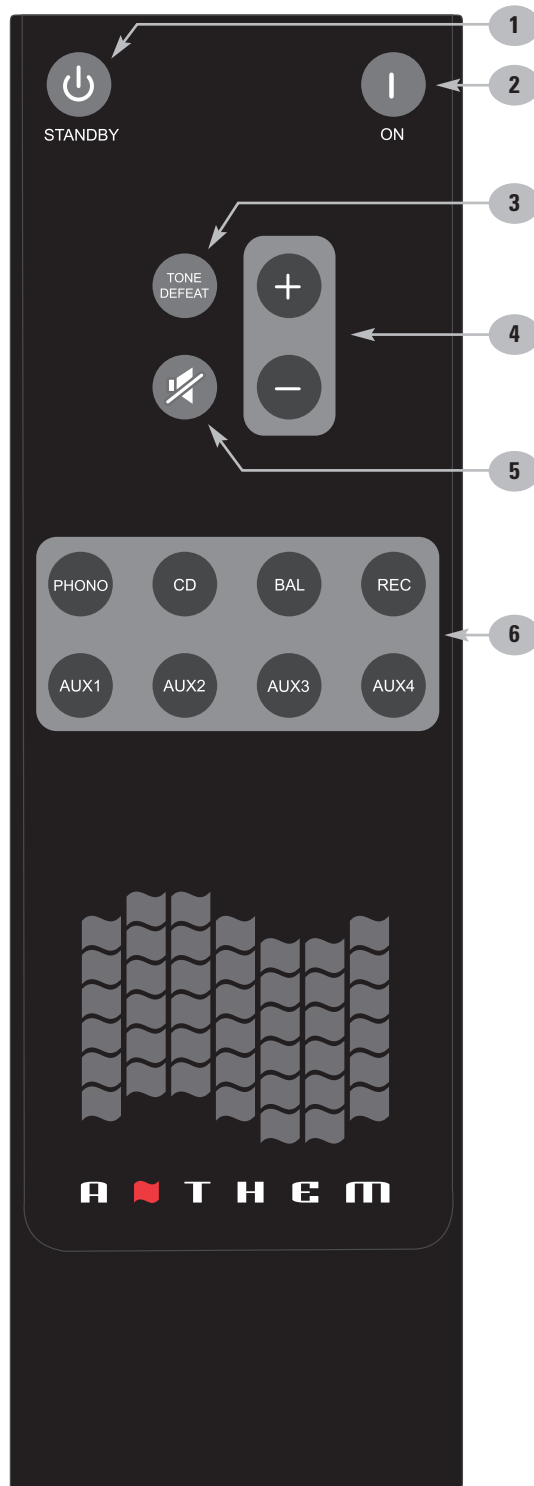 1
2
STANDBY
ON
3
TONE
DEFEAT
+
4
−
5
PHONO CD BAL REC
6
AUX1 AUX2 AUX3 AUX4
ANTHEM